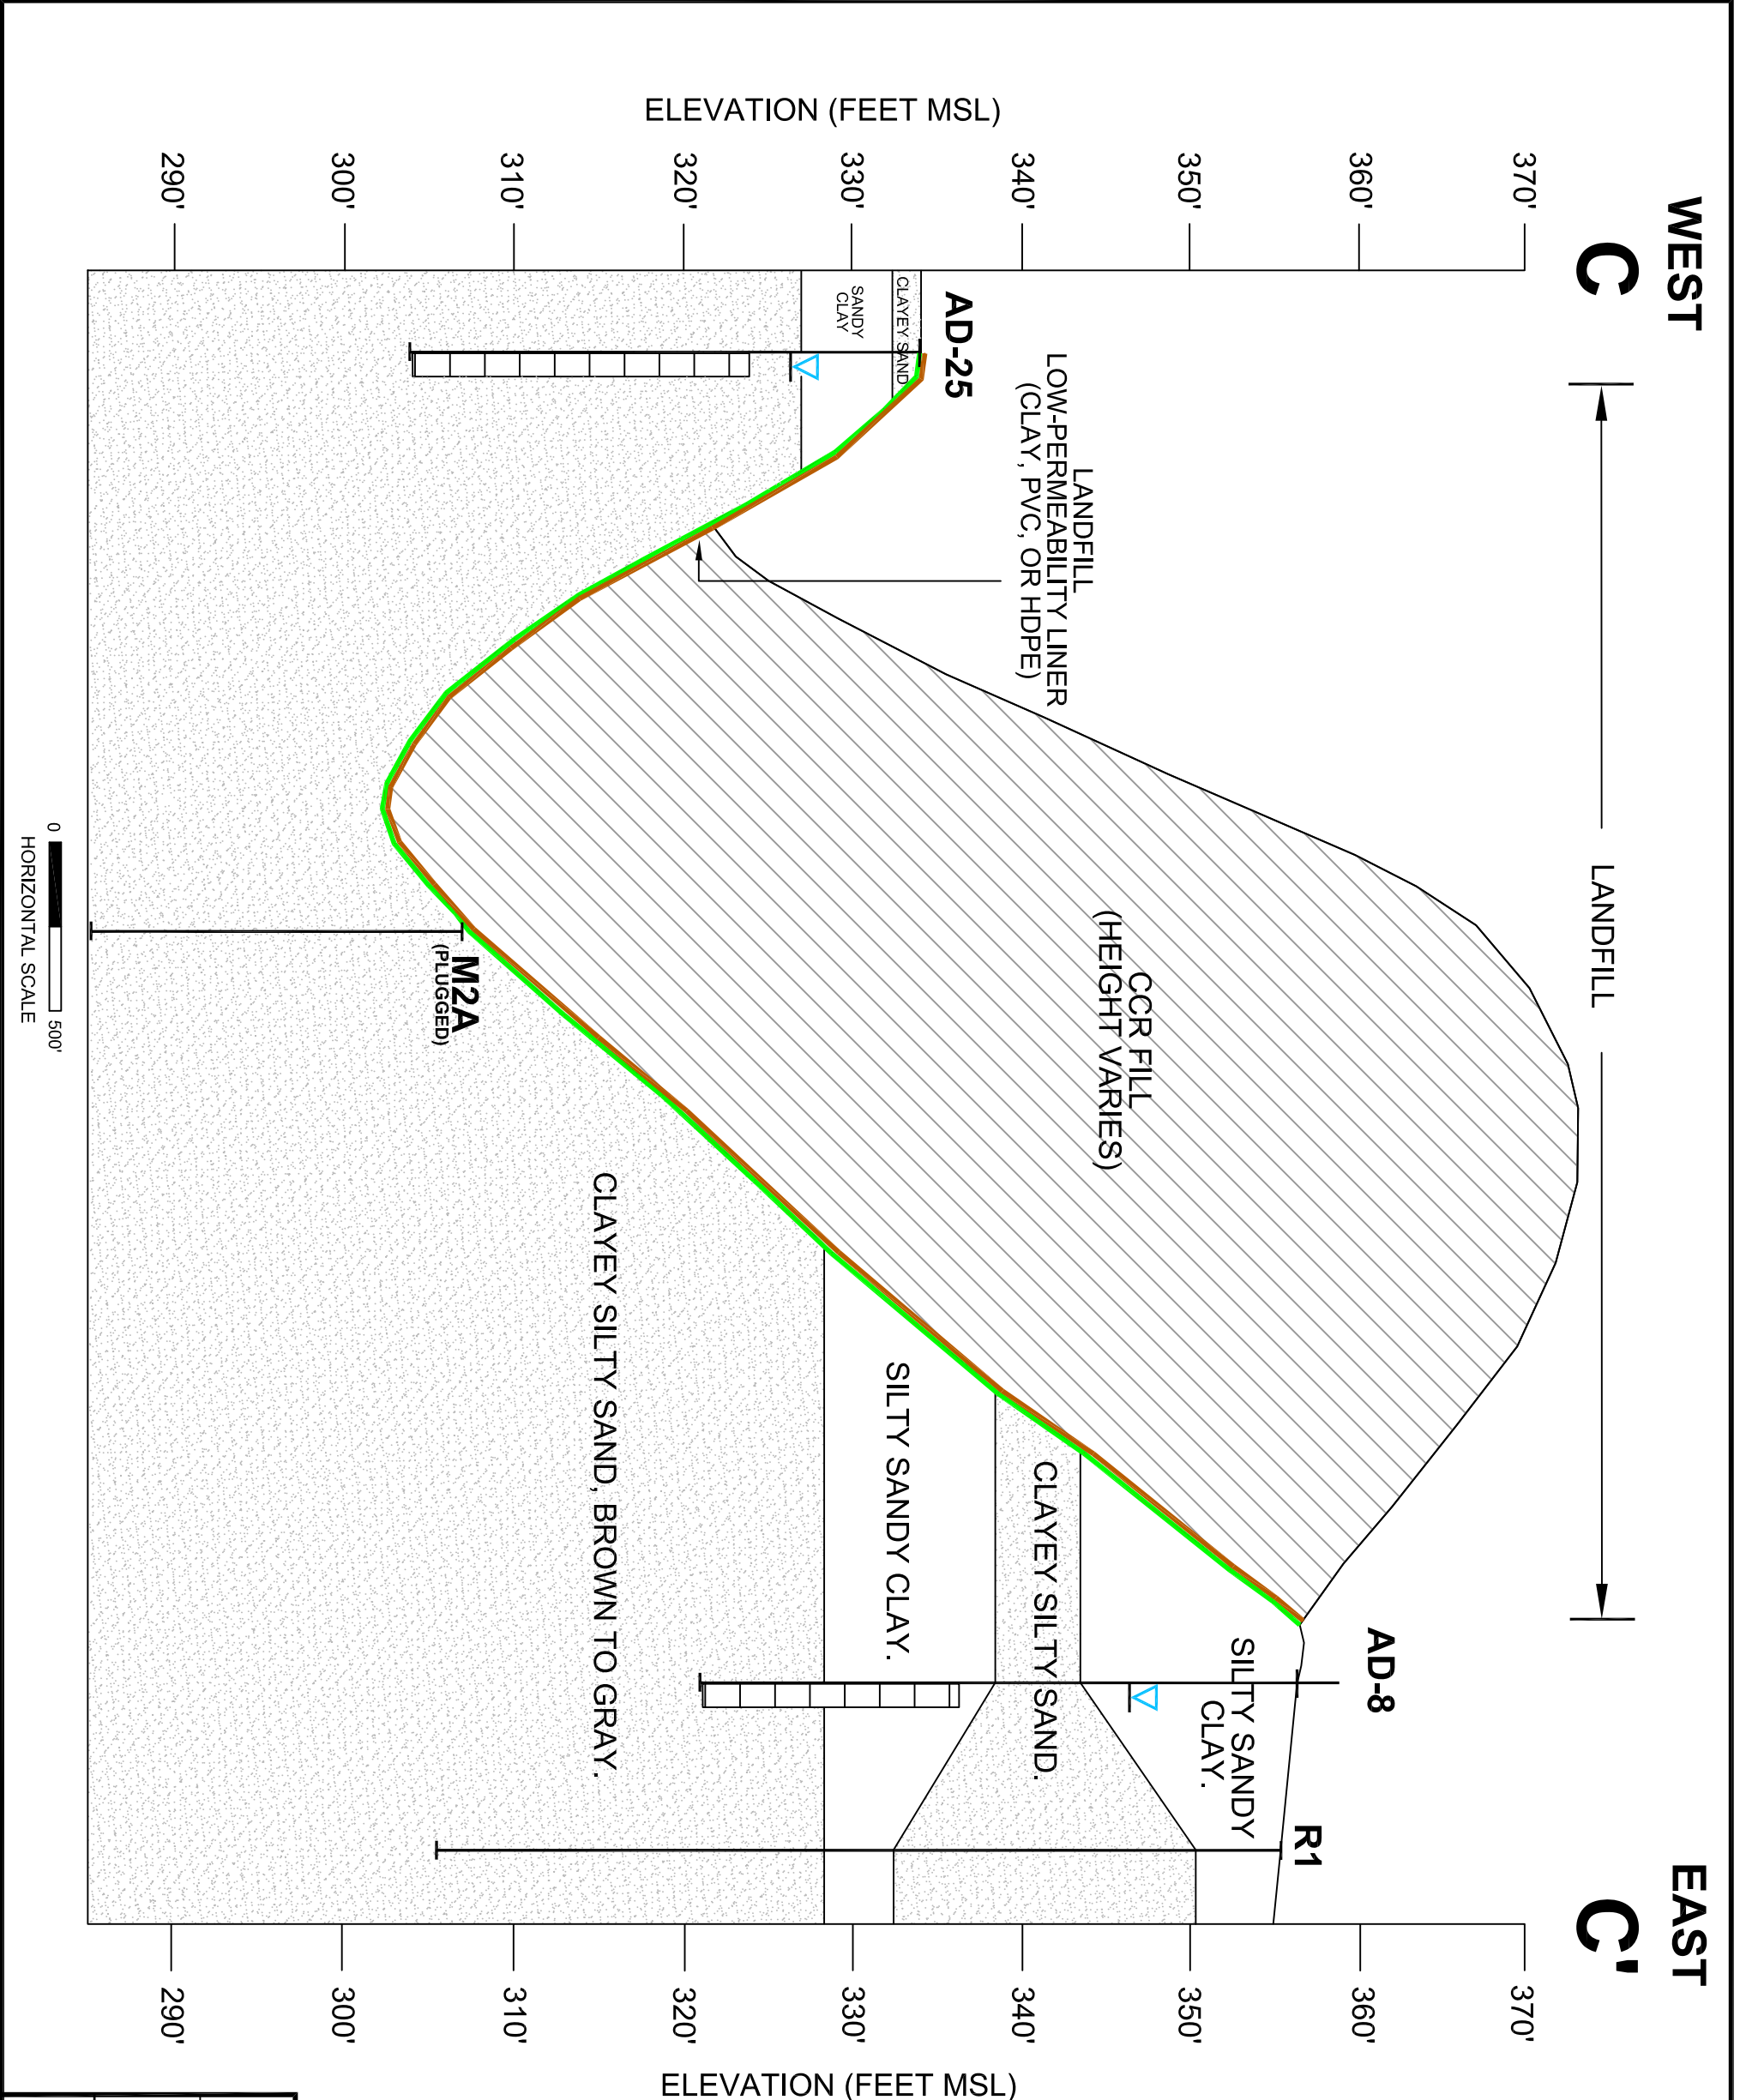 WEST
C
EAST
C'
LANDFILL
ELEVATION (FEET MSL)
370'
360'
350'
340'
330'
320'
310'
300'
290'
AD-25
CLAYEY SAND
SANDY
CLAY
LANDFILL
LOW-PERMEABILITY LINER
(CLAY, PVC, OR HDPE)
CCR FILL
(HEIGHT VARIES)
M2A
(PLUGGED)
AD-8
R1
SILTY SANDY
CLAY.
CLAYEY SILTY SAND.
SILTY SANDY CLAY.
CLAYEY SILTY SAND, BROWN TO GRAY.
370'
360'
350'
340'
330'
320'
310'
300'
290'
ELEVATION (FEET MSL)
0
500'
HORIZONTAL SCALE